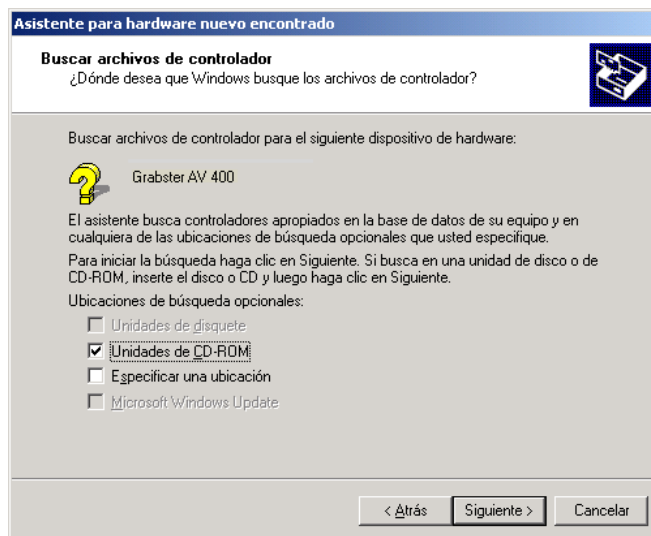 Asistente para hardware nuevo encontrado
Buscar archivos de controlador
¿Dónde desea que Windows busque los archivos de controlador?
Buscar archivos de controlador para el siguiente dispositivo de hardware:
Grabster AV 400
El asistente busca controladores apropiados en la base de datos de su equipo y en
cualquiera de las ubicaciones de búsqueda opcionales que usted especifique.
Para iniciar la búsqueda haga clic en Siguiente. Si busca en una unidad de disco o de
CD-ROM, inserte el disco o CD y luego haga clic en Siguiente.
Ubicaciones de búsqueda opcionales:
Unidades de disquete
Unidades de CD-ROM
Especificar una ubicación
Microsoft Windows Update
< Atrás
Siguiente >
Cancelar